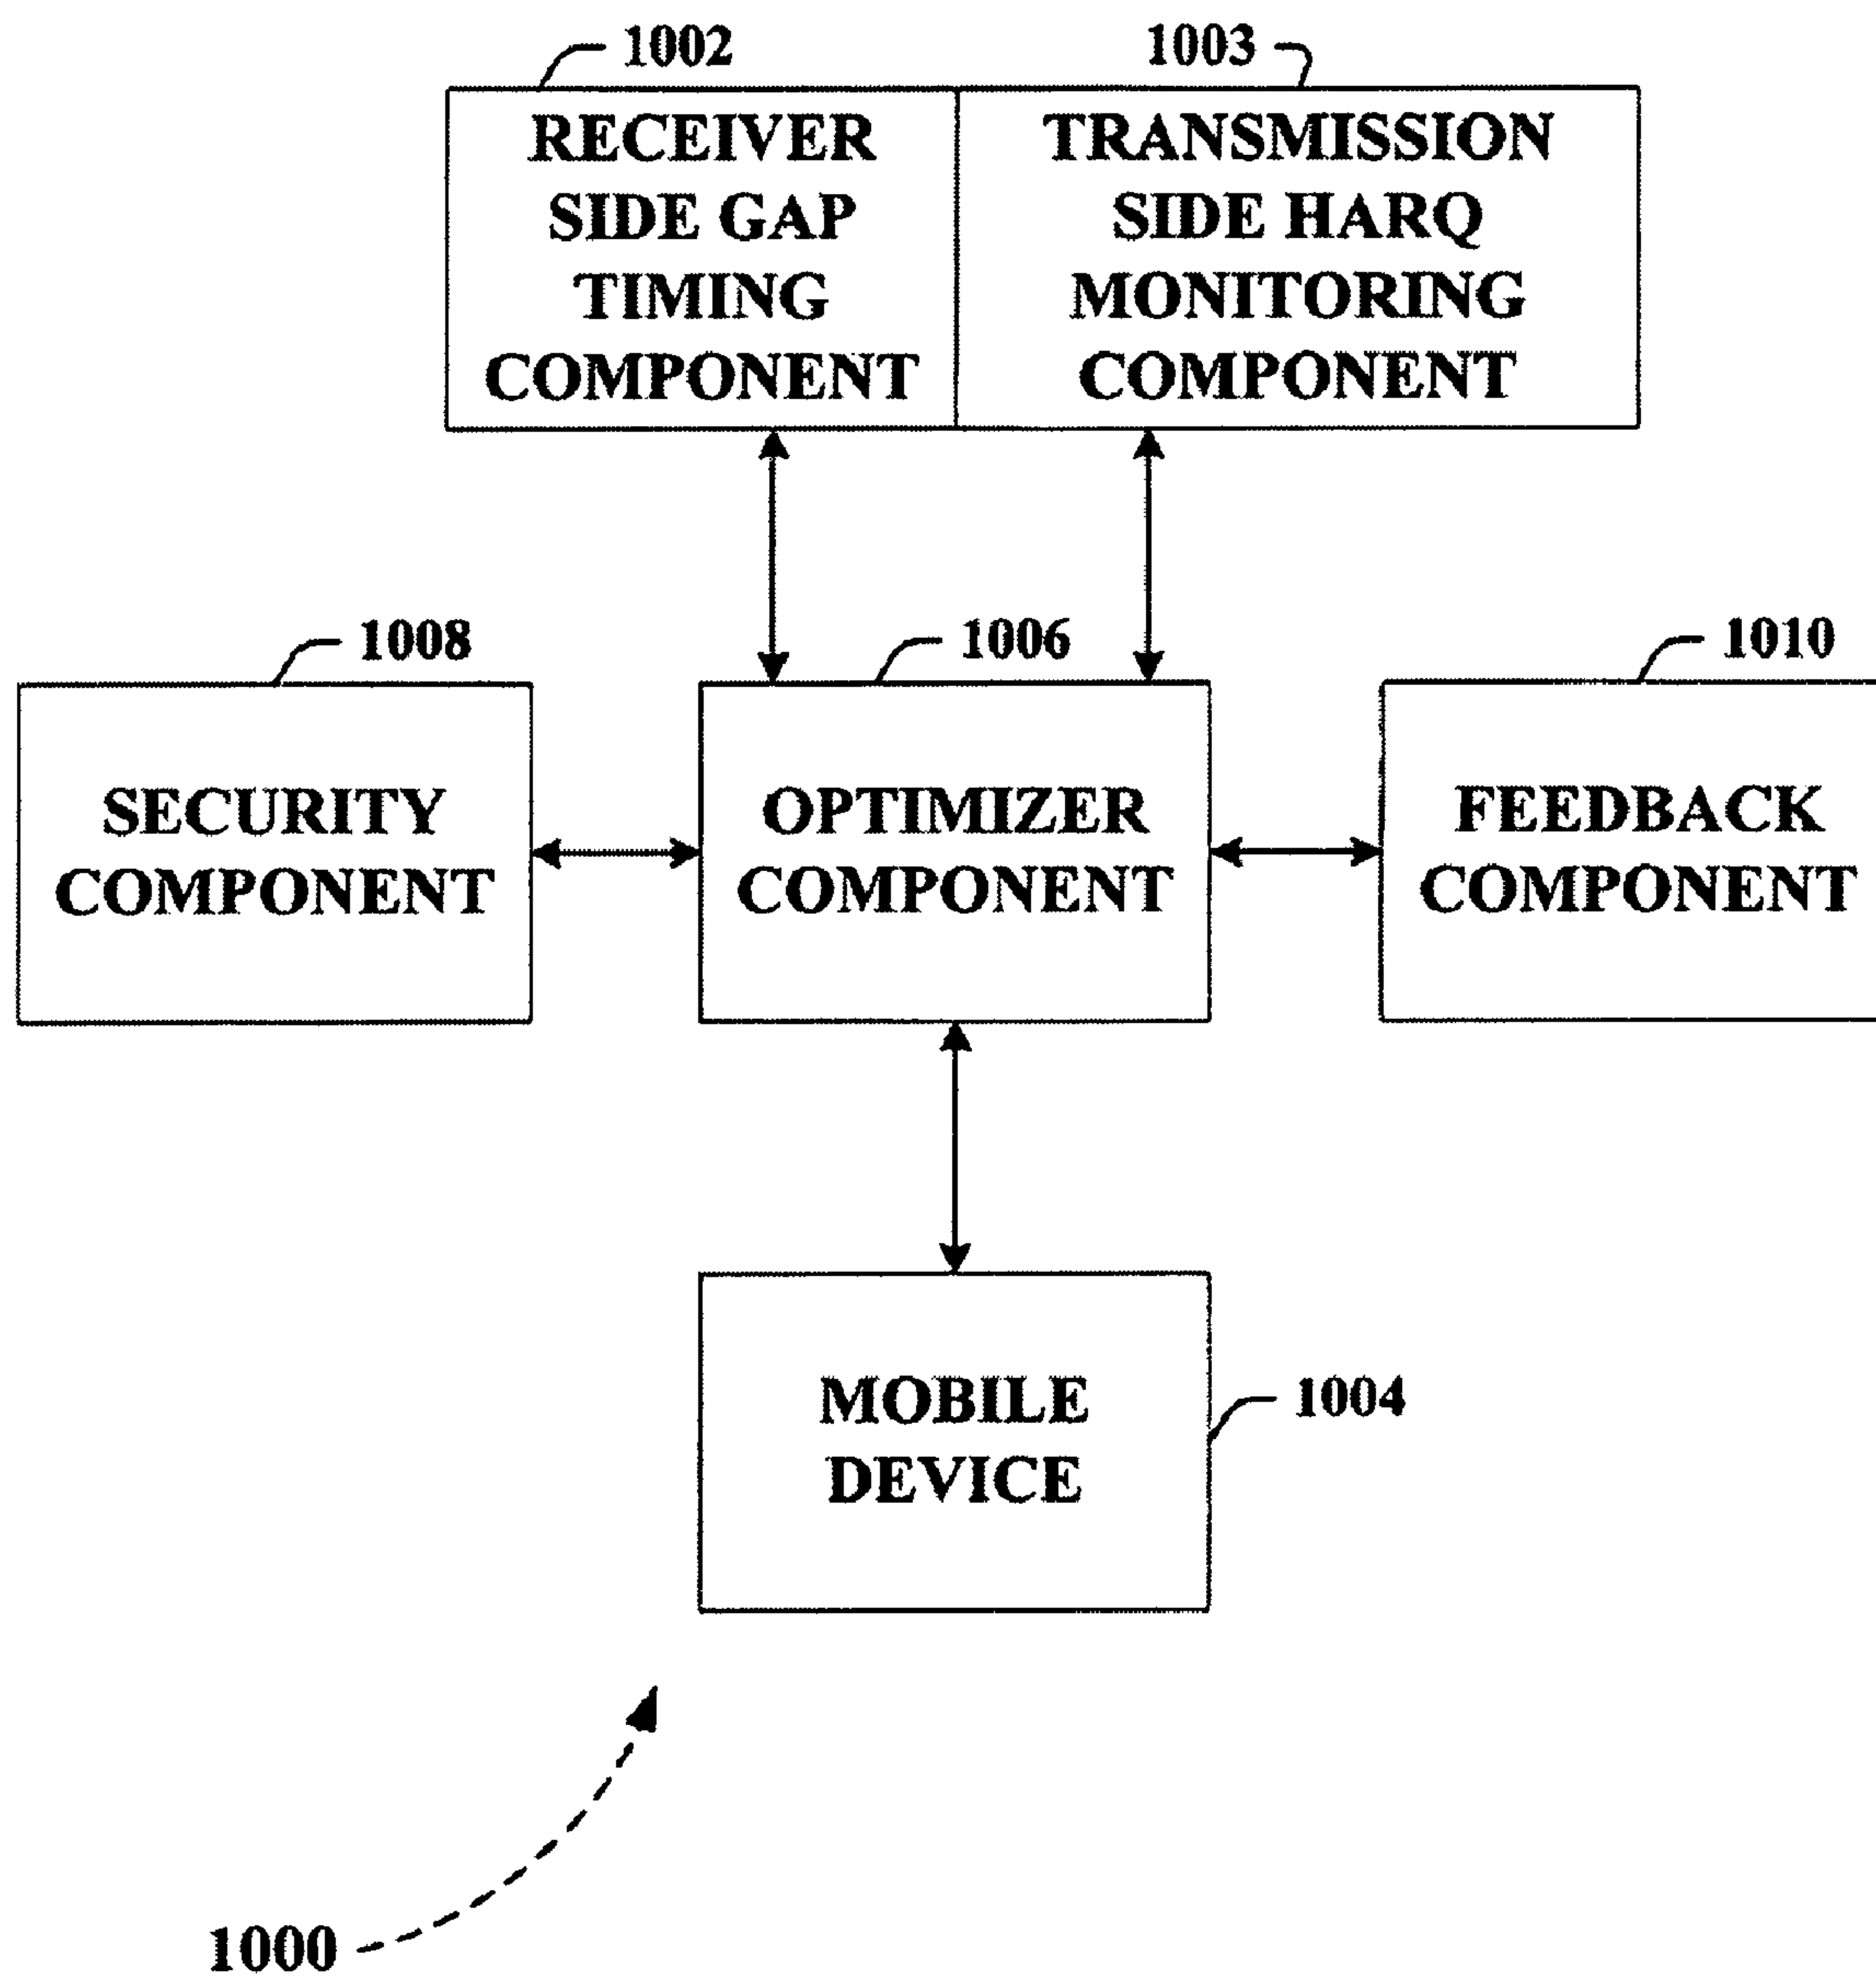 1002
1003
RECEIVER
SIDE GAP
TIMING
COMPONENT
TRANSMISSION
SIDE HARQ
MONITORING
COMPONENT
1008
1006
1010
SECURITY
COMPONENT
OPTIMIZER
COMPONENT
FEEDBACK
COMPONENT
MOBILE
DEVICE
1004
1000